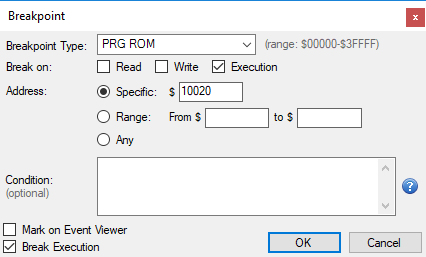 Breakpoint
Breakpoint Type: PRG ROM (range: $00000-$3FFFF)
Break on: Read Write Execution
Address: Specific: $ 10020
Range: From $ to $
Any
Condition:
(optional)
Mark on Event Viewer
Break Execution
OK Cancel